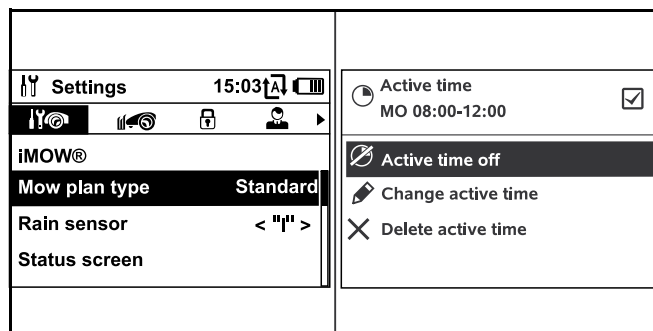 Settings 15:03 A
iMOW®
Mow plan type Standard
Rain sensor < "|" >
Status screen
Active time
MO 08:00-12:00
Active time off
Change active time
Delete active time